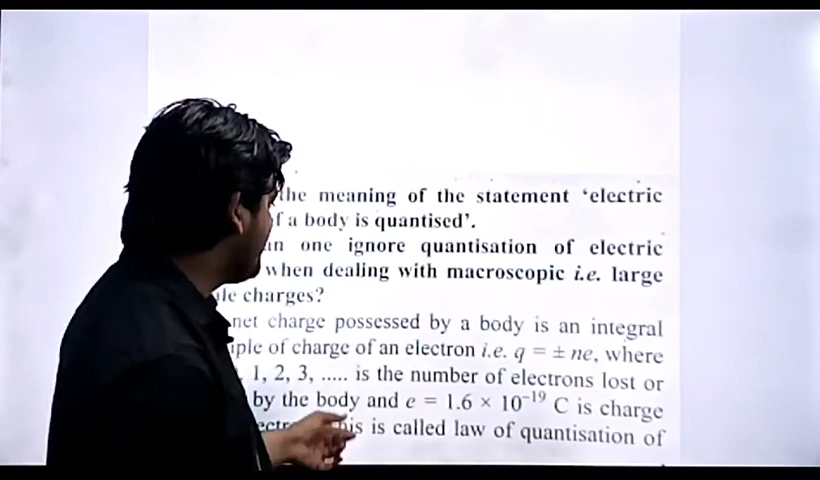 the meaning of the statement ‘electric
f a body is quantised’.
an one ignore quantisation of electric
when dealing with macroscopic i.e. large
charges?
net charge possessed by a body is an integral
iple of charge of an electron i.e. q = ± ne, where
1, 2, 3, ..... is the number of electrons lost or
by the body and e = 1.6 × 10⁻¹⁹ C is charge
is is called law of quantisation of